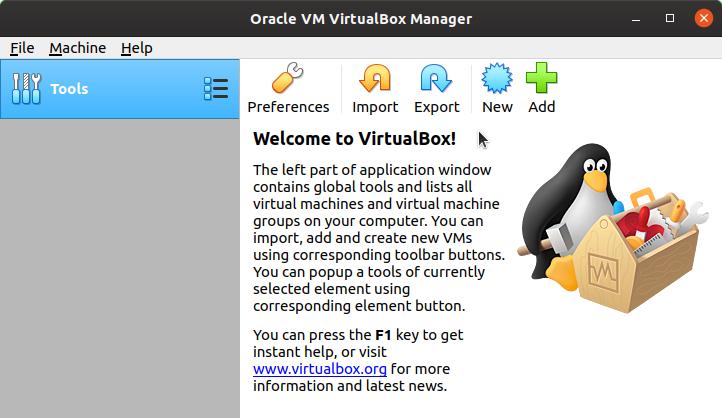 Oracle VM VirtualBox Manager
File Machine Help
Tools
Preferences Import Export New Add
Welcome to VirtualBox!
The left part of application window
contains global tools and lists all
virtual machines and virtual machine
groups on your computer. You can
import, add and create new VMs
using corresponding toolbar buttons.
You can popup a tools of currently
selected element using
corresponding element button.
You can press the F1 key to get
instant help, or visit
www.virtualbox.org for more
information and latest news.